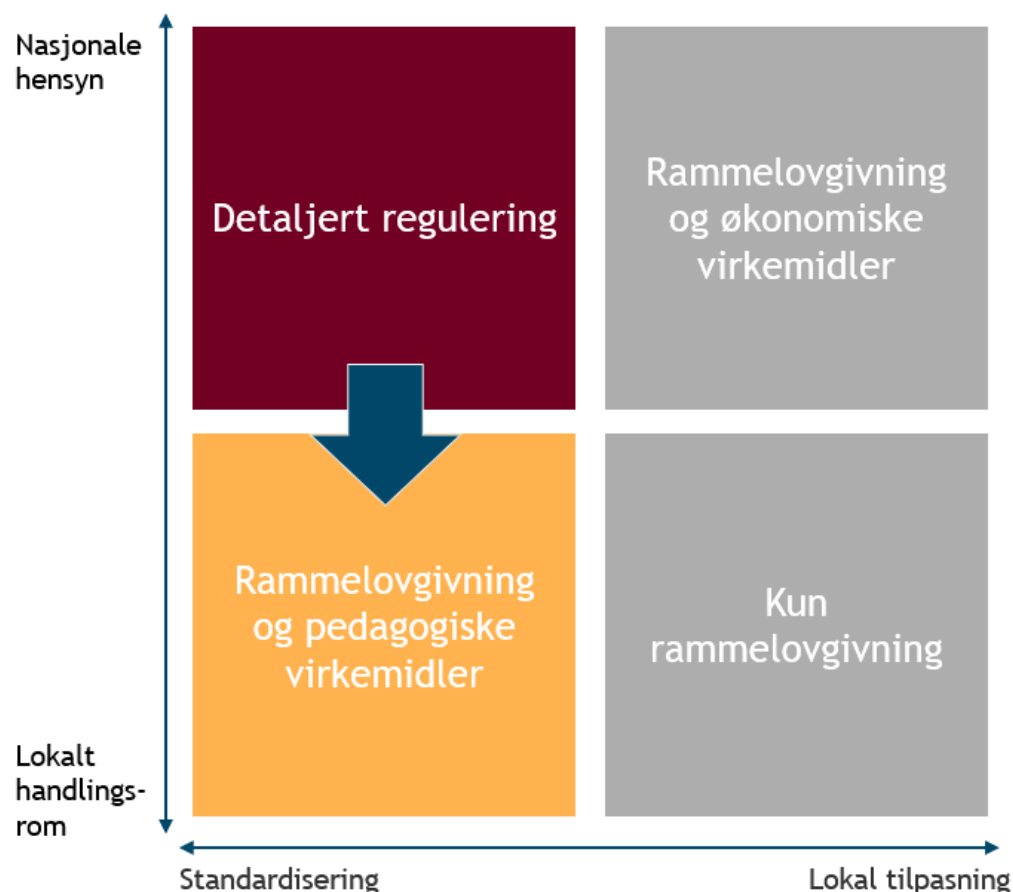 Nasjonale
hensyn
Detaljert regulering
Rammelovgivning
og økonomiske
virkemidler
Rammelovgivning
og pedagogiske
virkemidler
Kun
rammelovgivning
Lokalt
handlings-
rom
Standardisering
Lokal tilpasning